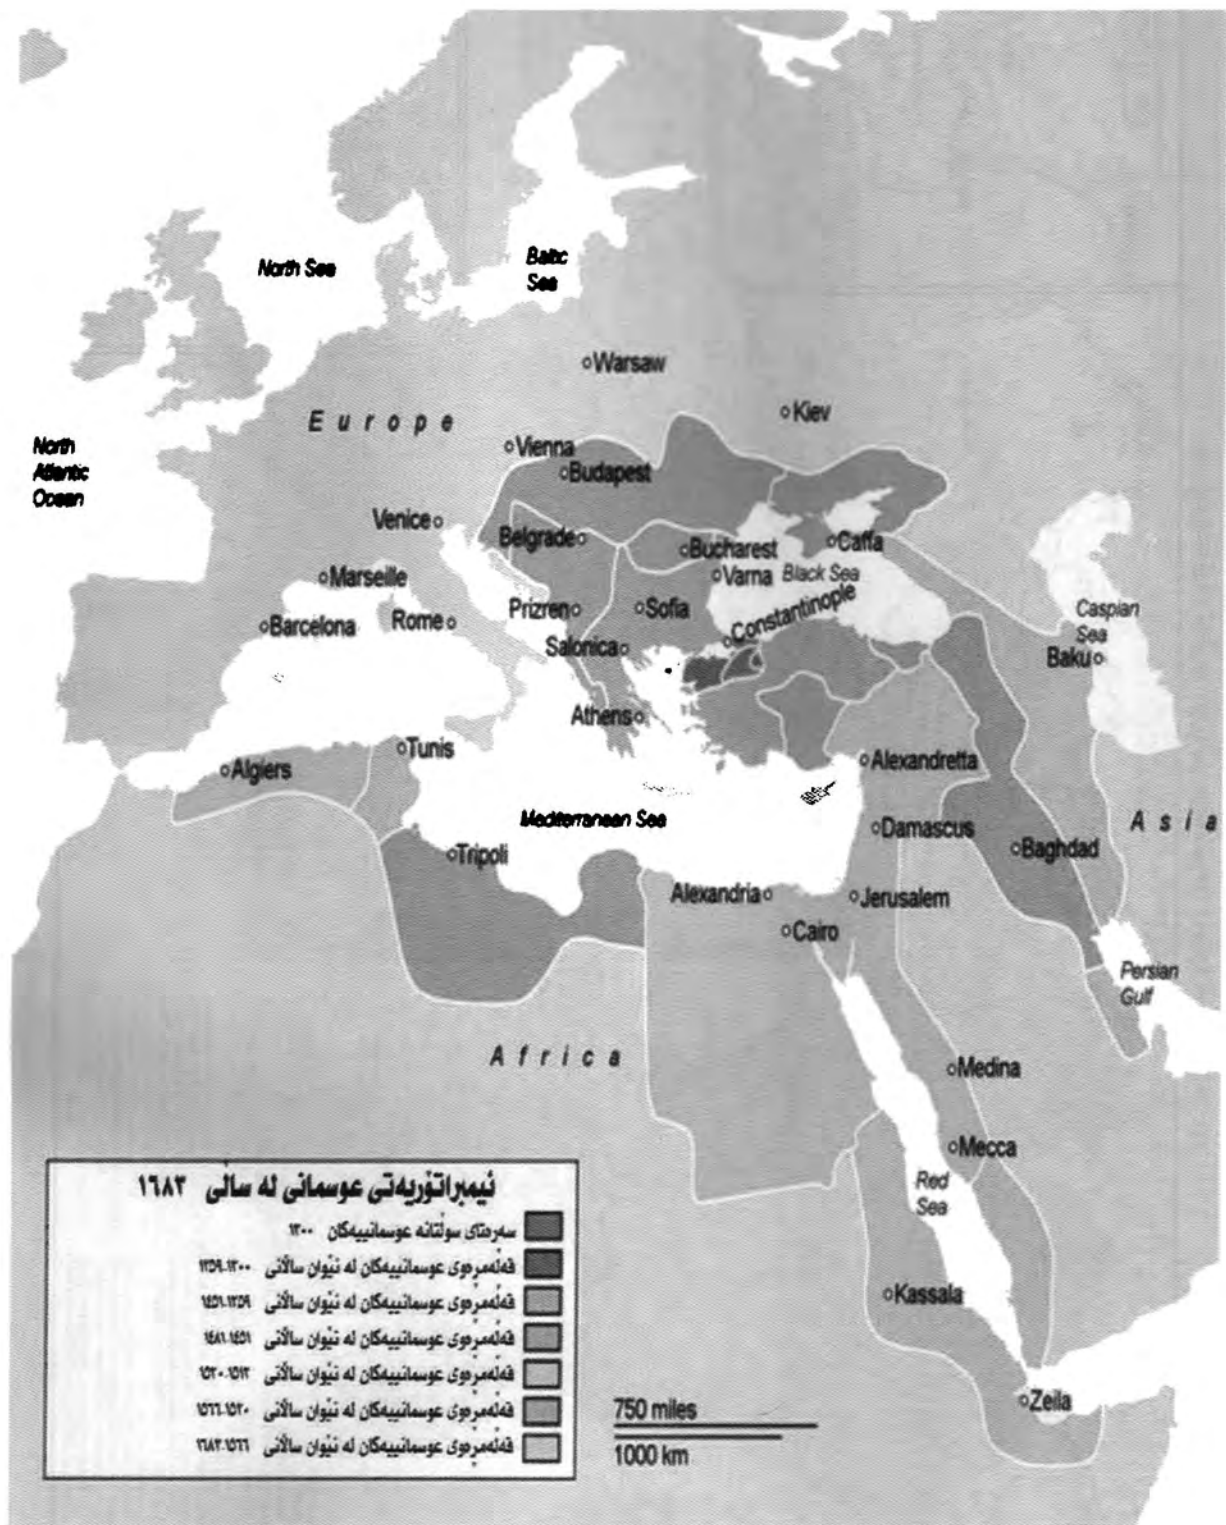 North Sea
Baltic
Sea
Warsaw
Europe
Kiev
North
Atlantic
Ocean
Vienna
Budapest
Venice
Belgrade
Bucharest
Caffa
Marseille
Varna
Black Sea
Prizren
Sofia
Constantinople
Caspian
Sea
Barcelona
Rome
Salonica
Baku
Athens
Tunis
Algiers
Alexandretta
Mediterranean Sea
Damascus
Asia
Tripoli
Baghdad
Alexandria
Jerusalem
Cairo
Persian
Gulf
Africa
Medina
Mecca
Red
Sea
Kassala
Zeila
ئیمبراتۆریەتی عوسمانی لە ساڵی ١٦٨٣
سەرەتای سوڵتانە عوسمانییەکان ١٣٠٠
قەڵەمڕەوی عوسمانییەکان لە نێوان ساڵانی ١٣٠٠-١٣٥٩
قەڵەمڕەوی عوسمانییەکان لە نێوان ساڵانی ١٣٥٩-١٤٥١
قەڵەمڕەوی عوسمانییەکان لە نێوان ساڵانی ١٤٥١-١٤٨١
قەڵەمڕەوی عوسمانییەکان لە نێوان ساڵانی ١٥١٢-١٥٢٠
قەڵەمڕەوی عوسمانییەکان لە نێوان ساڵانی ١٥٢٠-١٥٦٦
قەڵەمڕەوی عوسمانییەکان لە نێوان ساڵانی ١٥٦٦-١٦٨٣
750 miles
1000 km